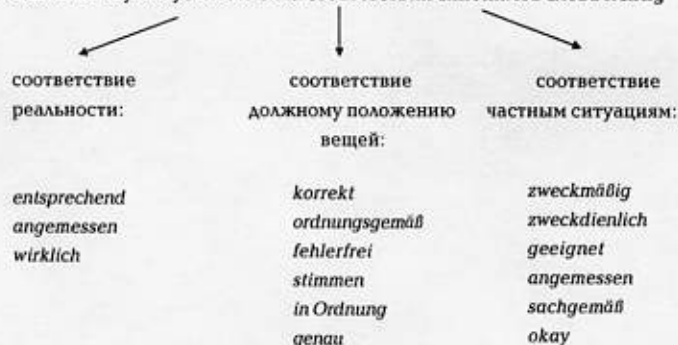 соответствие
реальности:
entsprechend
angemessen
wirklich
соответствие
должному положению
вещей:
korrekt
ordnungsgemäß
fehlerfrei
stimmen
in Ordnung
genau
соответствие
частным ситуациям:
zweckmäßig
zweckdienlich
geeignet
angemessen
sachgemäß
okay